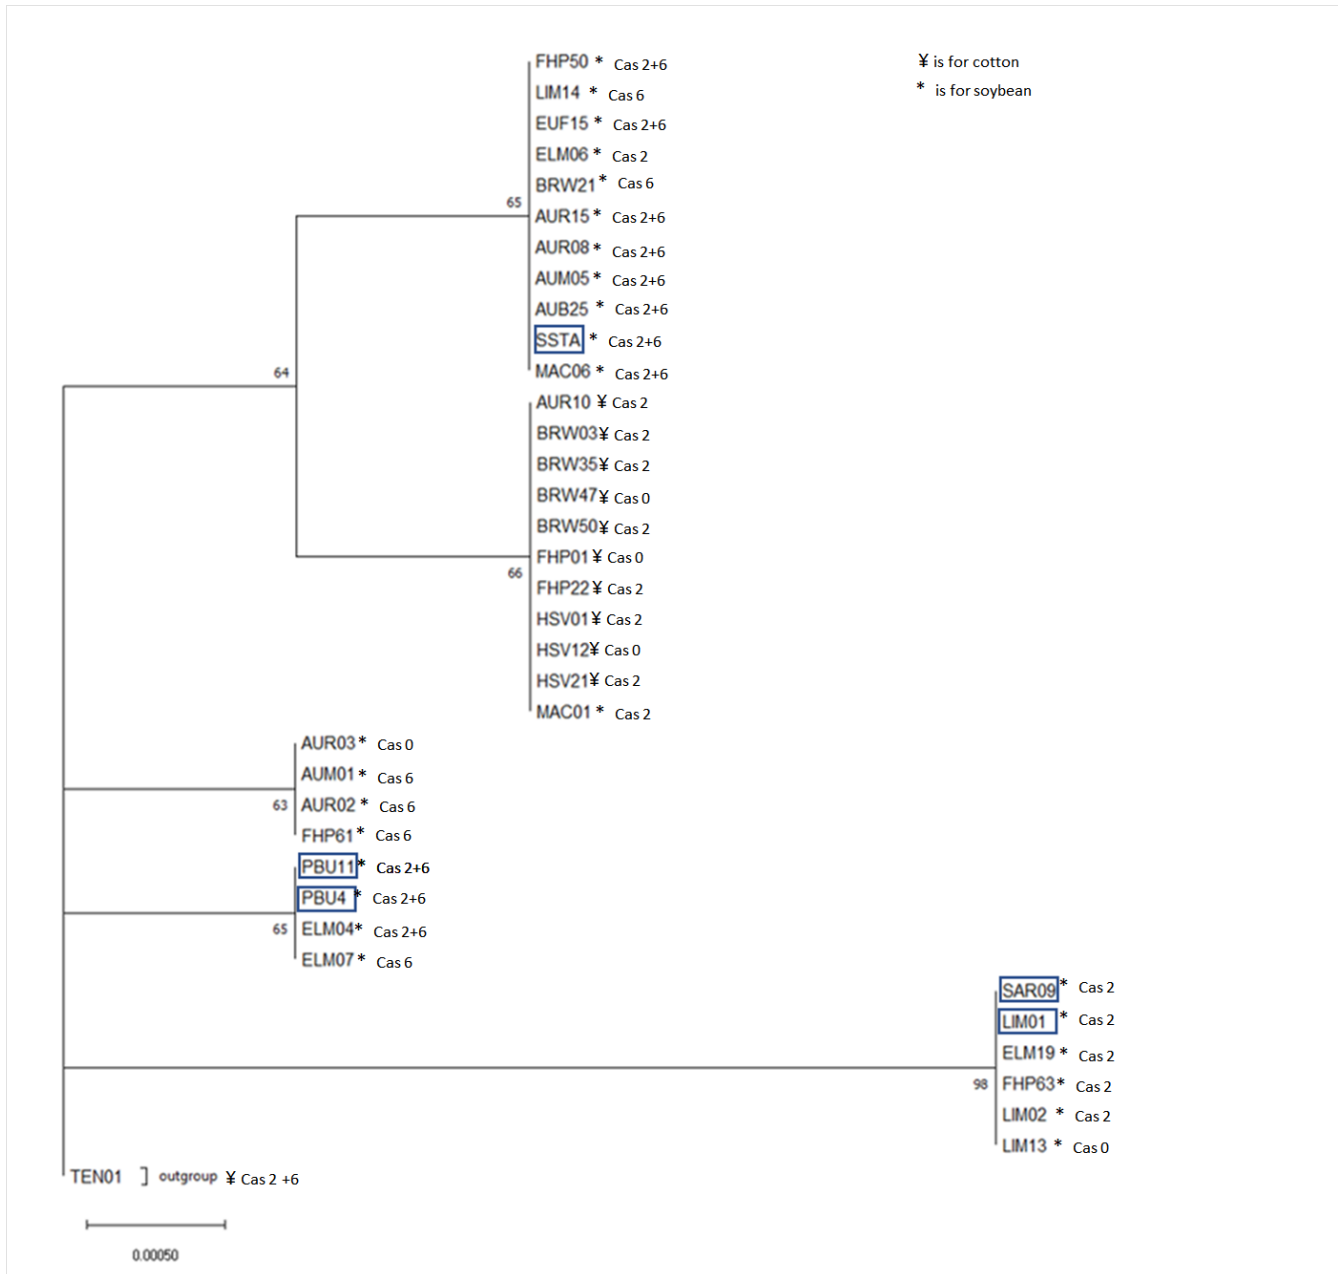 FHP50 * Cas 2+6
¥ is for cotton
LIM14 * Cas 6
* is for soybean
EUF15 * Cas 2+6
ELM06 * Cas 2
BRW21 * Cas 6
65
AUR15 * Cas 2+6
AUR08 * Cas 2+6
AUM05 * Cas 2+6
AUB25 * Cas 2+6
SSTA * Cas 2+6
64
MAC06 * Cas 2+6
AUR10 ¥ Cas 2
BRW03¥ Cas 2
BRW35¥ Cas 2
BRW47¥ Cas 0
BRW50¥ Cas 2
FHP01 ¥ Cas 0
66
FHP22 ¥ Cas 2
HSV01¥ Cas 2
HSV12¥ Cas 0
HSV21¥ Cas 2
MAC01 * Cas 2
AUR03 * Cas 0
AUM01 * Cas 6
63
AUR02 * Cas 6
FHP61 * Cas 6
PBU11* Cas 2+6
PBU4 * Cas 2+6
65
ELM04* Cas 2+6
ELM07 * Cas 6
SAR09 * Cas 2
LIM01 * Cas 2
ELM19 * Cas 2
98
FHP63* Cas 2
LIM02 * Cas 2
LIM13 * Cas 0
TEN01 ] outgroup ¥ Cas 2 +6
0.00050